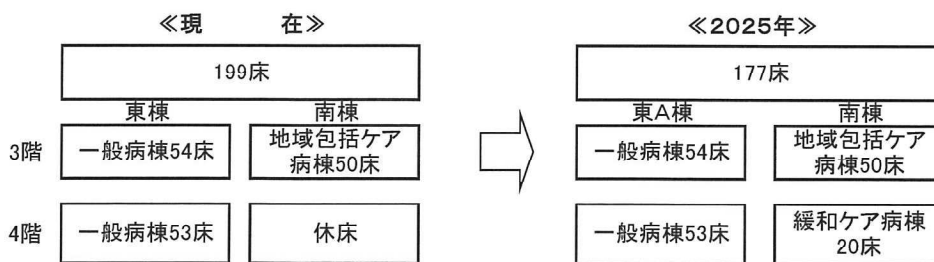 ≪現 在≫ ≪2025年≫
199床 177床
東棟 南棟 東A棟 南棟
3階 一般病棟54床 地域包括ケア 病棟50床 一般病棟54床 地域包括ケア 病棟50床
4階 一般病棟53床 休床 一般病棟53床 緩和ケア病棟 20床